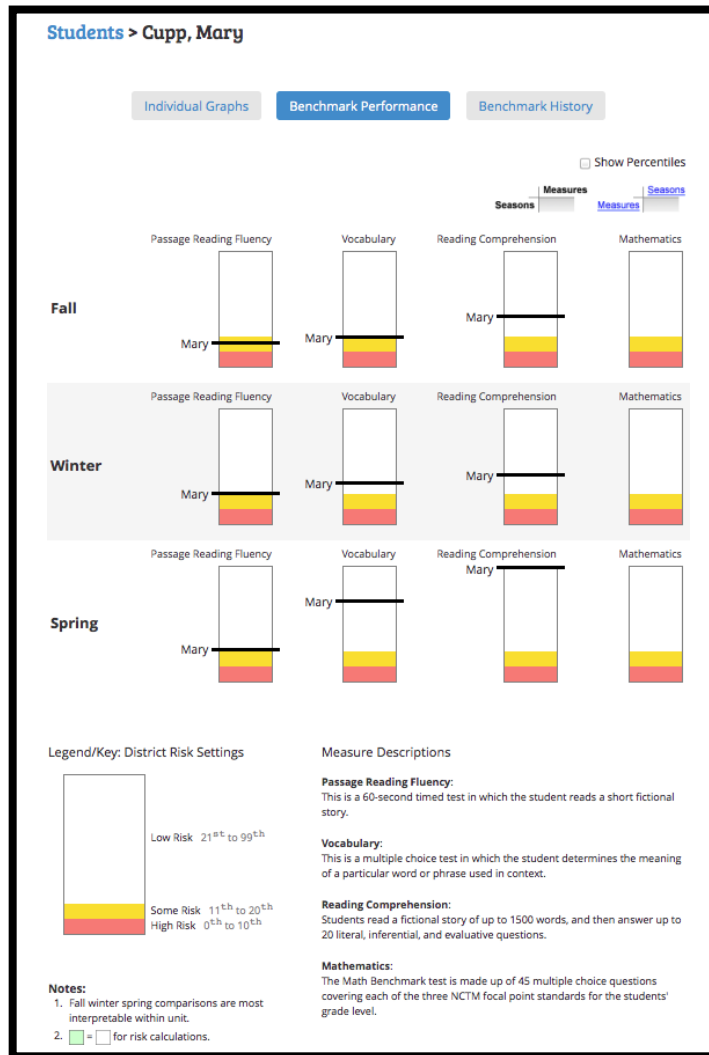 Students > Cupp, Mary
Individual Graphs Benchmark Performance Benchmark History
Show Percentiles
Measures Seasons
Seasons Measures
Passage Reading Fluency Vocabulary Reading Comprehension Mathematics
Fall
Mary Mary Mary
Passage Reading Fluency Vocabulary Reading Comprehension Mathematics
Winter
Mary Mary Mary
Passage Reading Fluency Vocabulary Reading Comprehension Mathematics
Spring
Mary Mary Mary
Legend/Key: District Risk Settings
Low Risk 21st to 99th
Some Risk 11th to 20th
High Risk 0th to 10th
Notes:
1. Fall winter spring comparisons are most
interpretable within unit.
2. = for risk calculations.
Measure Descriptions
Passage Reading Fluency:
This is a 60-second timed test in which the student reads a short fictional
story.
Vocabulary:
This is a multiple choice test in which the student determines the meaning
of a particular word or phrase used in context.
Reading Comprehension:
Students read a fictional story of up to 1500 words, and then answer up to
20 literal, inferential, and evaluative questions.
Mathematics:
The Math Benchmark test is made up of 45 multiple choice questions
covering each of the three NCTM focal point standards for the students'
grade level.